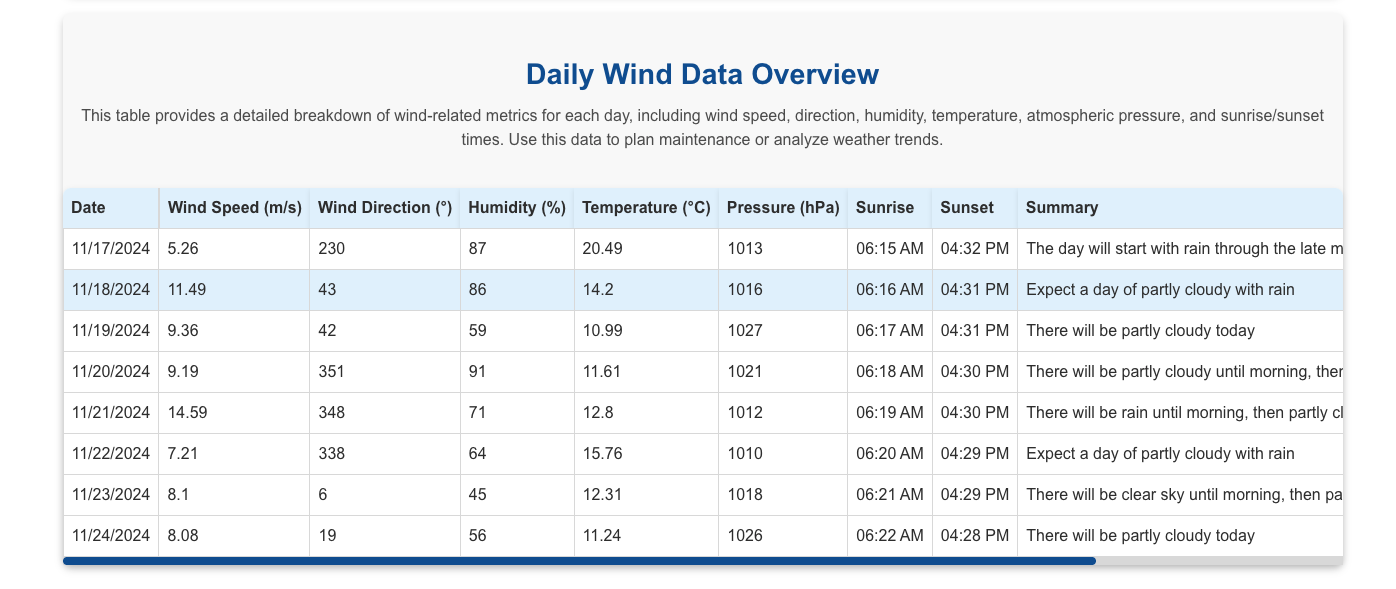 Daily Wind Data Overview
This table provides a detailed breakdown of wind-related metrics for each day, including wind speed, direction, humidity, temperature, atmospheric pressure, and sunrise/sunset
times. Use this data to plan maintenance or analyze weather trends.
Date Wind Speed (m/s) Wind Direction (°) Humidity (%) Temperature (°C) Pressure (hPa) Sunrise Sunset Summary
11/17/2024 5.26 230 87 20.49 1013 06:15 AM 04:32 PM The day will start with rain through the late
11/18/2024 11.49 43 86 14.2 1016 06:16 AM 04:31 PM Expect a day of partly cloudy with rain
11/19/2024 9.36 42 59 10.99 1027 06:17 AM 04:31 PM There will be partly cloudy today
11/20/2024 9.19 351 91 11.61 1021 06:18 AM 04:30 PM There will be partly cloudy until morning,
11/21/2024 14.59 348 71 12.8 1012 06:19 AM 04:30 PM There will be rain until morning, then partly
11/22/2024 7.21 338 64 15.76 1010 06:20 AM 04:29 PM Expect a day of partly cloudy with rain
11/23/2024 8.1 6 45 12.31 1018 06:21 AM 04:29 PM There will be clear sky until morning, then
11/24/2024 8.08 19 56 11.24 1026 06:22 AM 04:28 PM There will be partly cloudy today